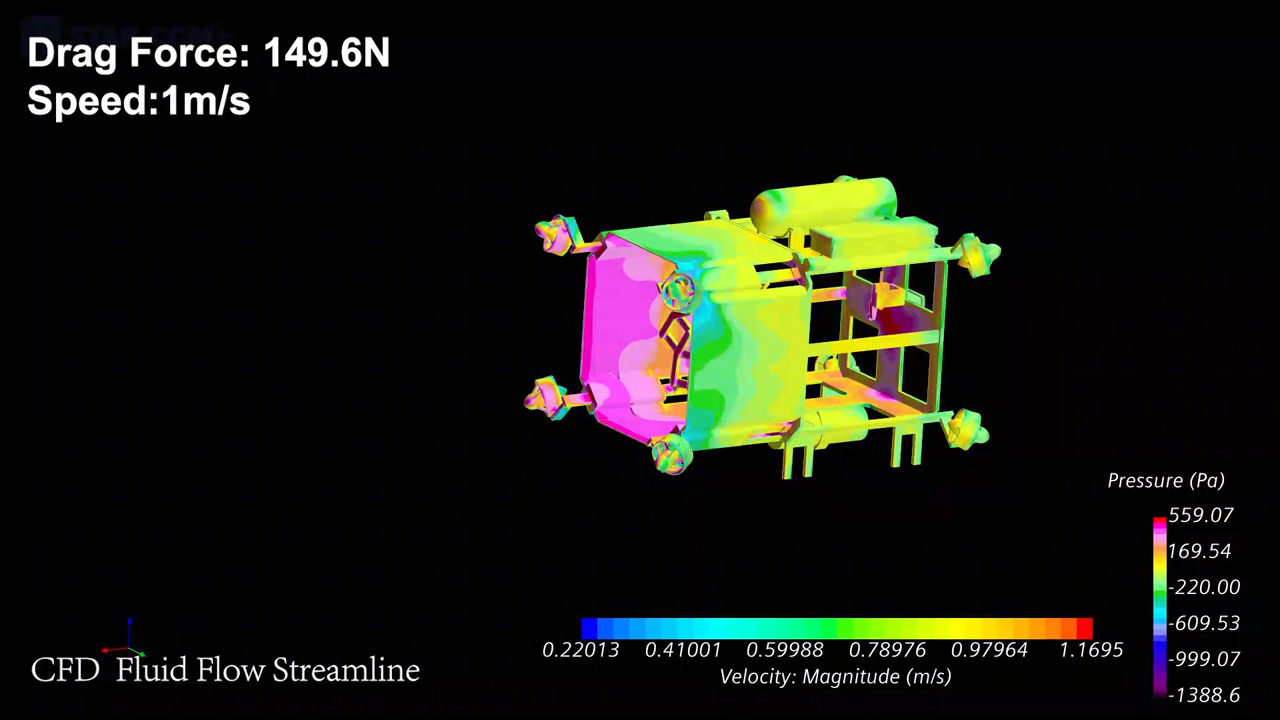 Drag Force: 149.6N
Speed:1m/s
Pressure (Pa)
559.07
169.54
-220.00
-609.53
-999.07
-1388.6
0.22013 0.41001 0.59988 0.78976 0.97964 1.1695
Velocity: Magnitude (m/s)
CFD Fluid Flow Streamline